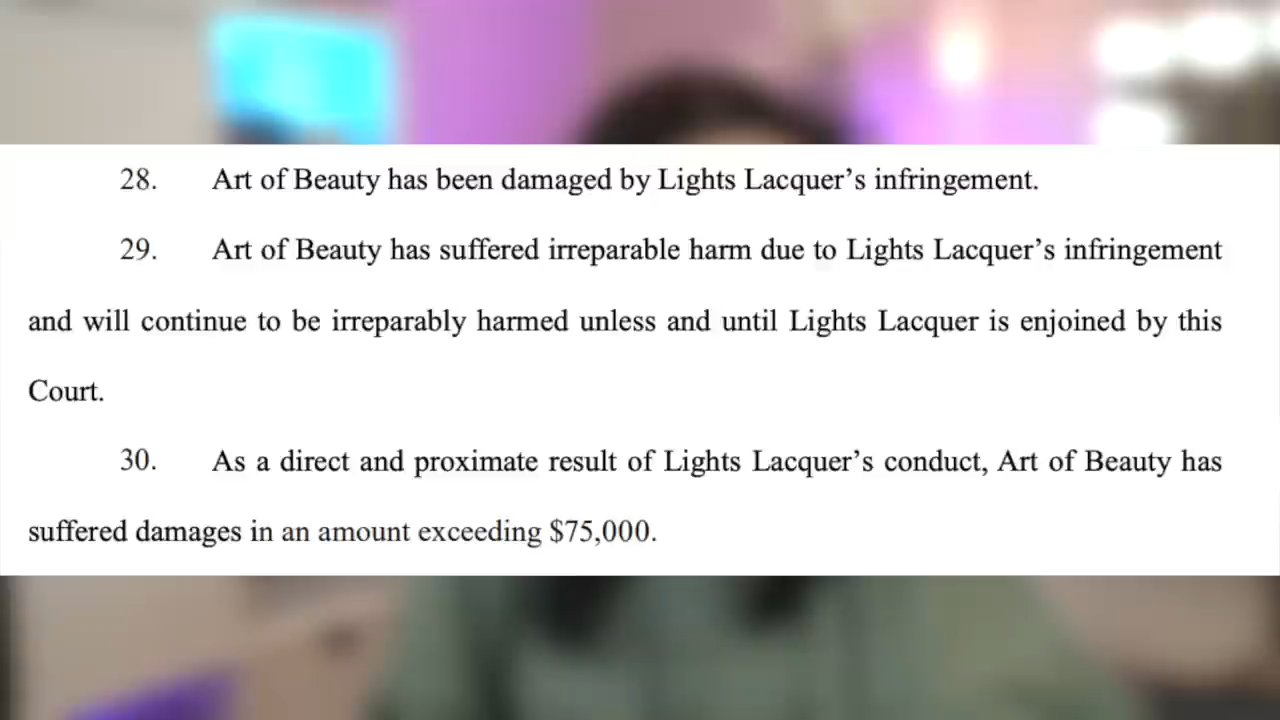 28. Art of Beauty has been damaged by Lights Lacquer’s infringement.
29. Art of Beauty has suffered irreparable harm due to Lights Lacquer’s infringement
and will continue to be irreparably harmed unless and until Lights Lacquer is enjoined by this
Court.
30. As a direct and proximate result of Lights Lacquer’s conduct, Art of Beauty has
suffered damages in an amount exceeding $75,000.